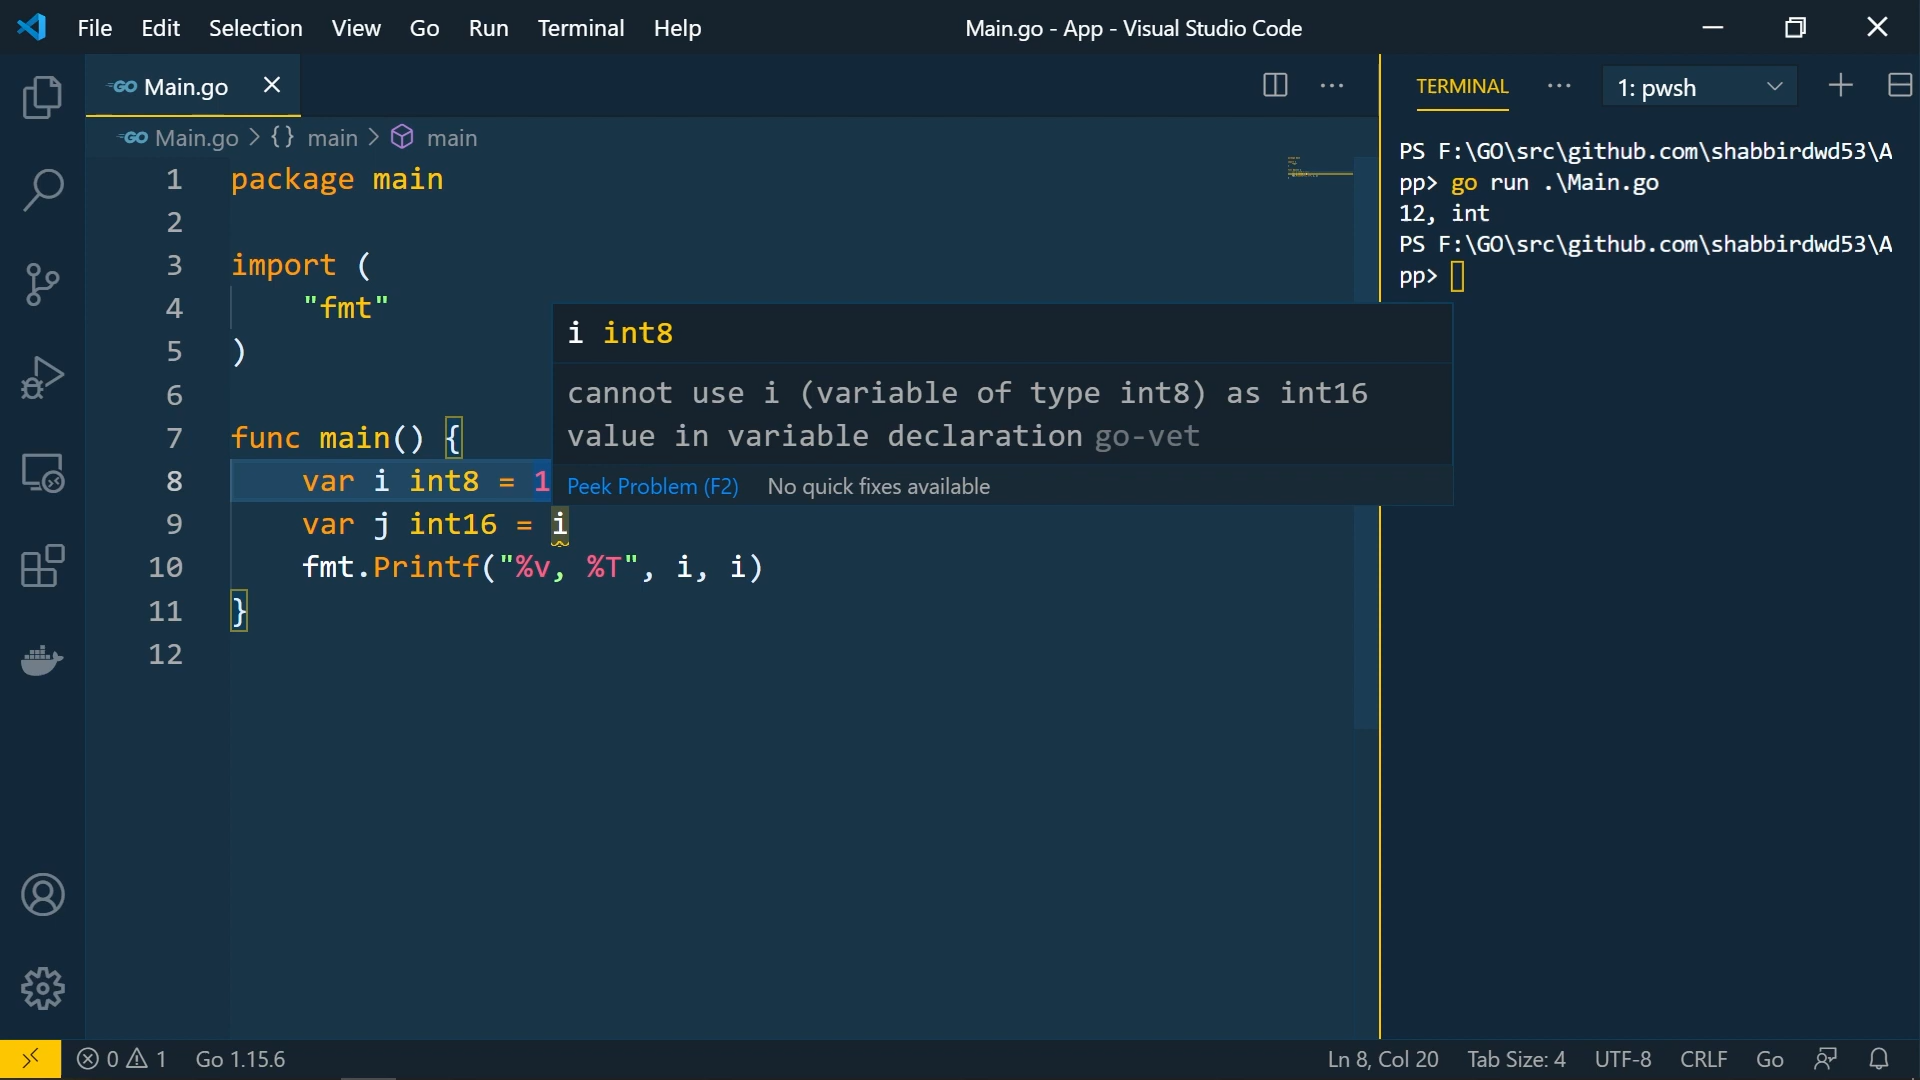 File Edit Selection View Go Run Terminal Help
Main.go - App - Visual Studio Code
GO Main.go
GO Main.go > {} main > main
1 package main
2
3 import (
4 "fmt"
5 )
6
7 func main() {
8 var i int8 = 1
9 var j int16 = i
10 fmt.Printf("%v, %T", i, i)
11 }
12
i int8
cannot use i (variable of type int8) as int16
value in variable declaration go-vet
Peek Problem (F2) No quick fixes available
TERMINAL ··· 1: pwsh
PS F:\GO\src\github.com\shabbirdwd53\A
pp> go run .\Main.go
12, int
PS F:\GO\src\github.com\shabbirdwd53\A
pp>
0 1 Go 1.15.6
Ln 8, Col 20 Tab Size: 4 UTF-8 CRLF Go